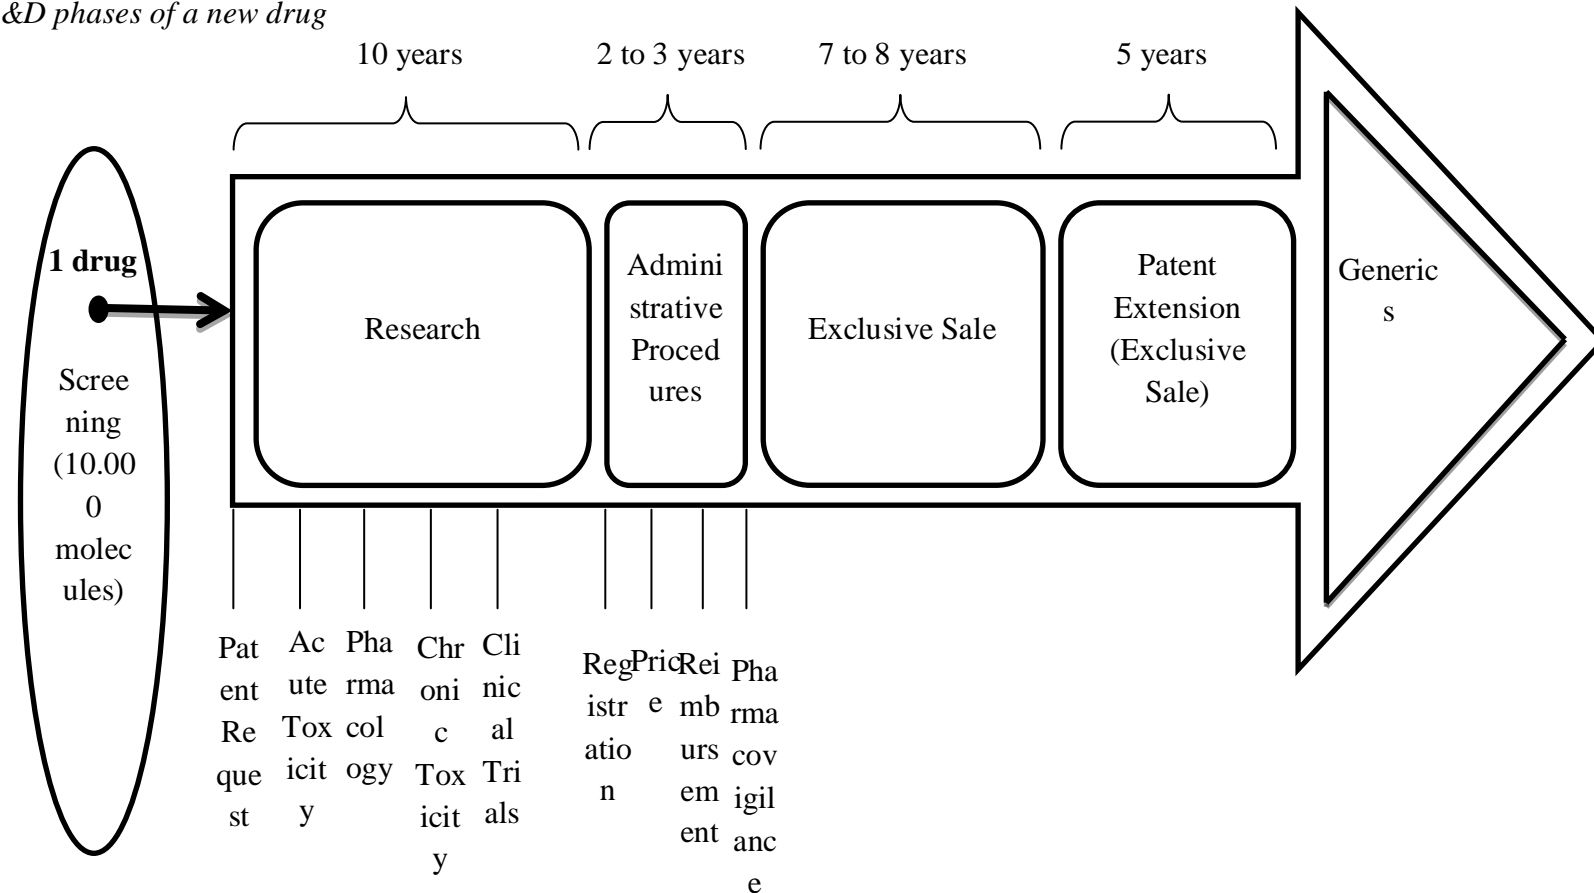 &D phases of a new drug
10 years
2 to 3 years
7 to 8 years
5 years
1 drug
Scree
ning
(10.00
0
molec
ules)
Research
Admini
strative
Proced
ures
Exclusive Sale
Patent
Extension
(Exclusive
Sale)
Generic
s
Pat
ent
Re
que
st
Ac
ute
Tox
icit
y
Pha
rma
col
ogy
Chr
oni
c
Tox
icit
y
Cli
nic
al
Tri
als
Reg
istr
atio
n
Pric
e
Rei
mb
urs
em
ent
Pha
rma
cov
igil
anc
e